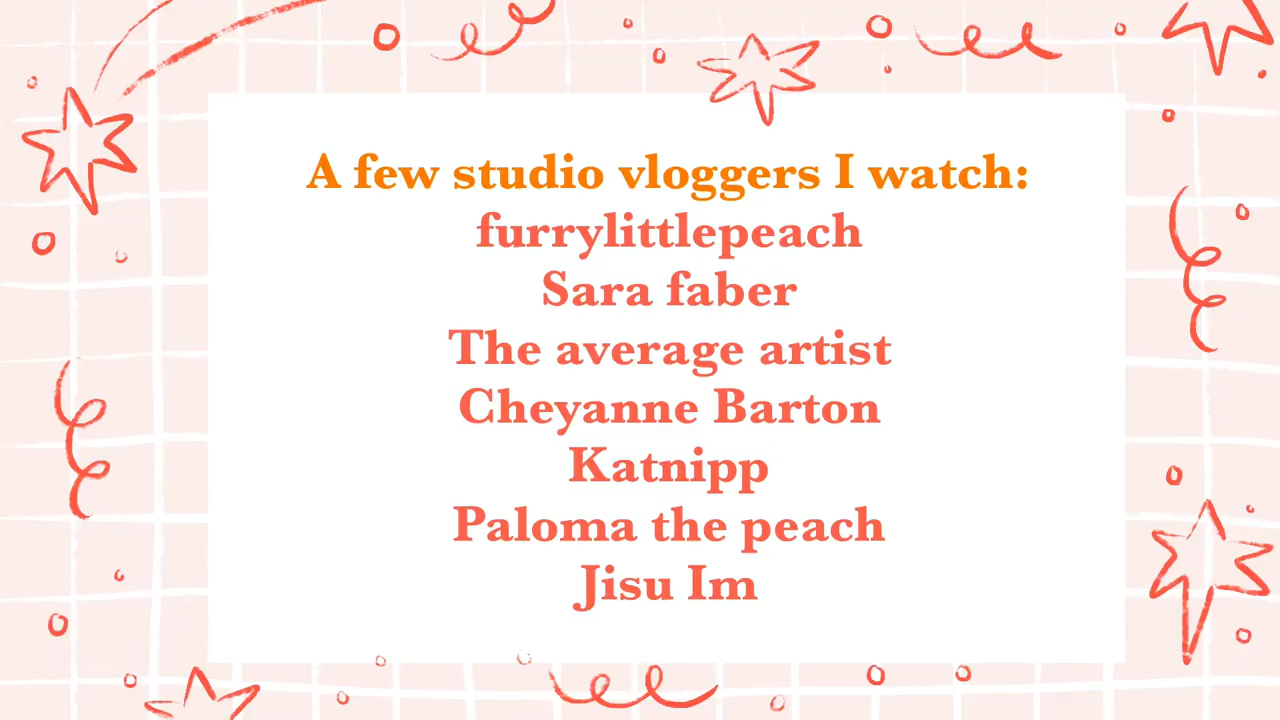 A few studio vloggers I watch:
furrylittlepeach
Sara faber
The average artist
Cheyanne Barton
Katnipp
Paloma the peach
Jisu Im